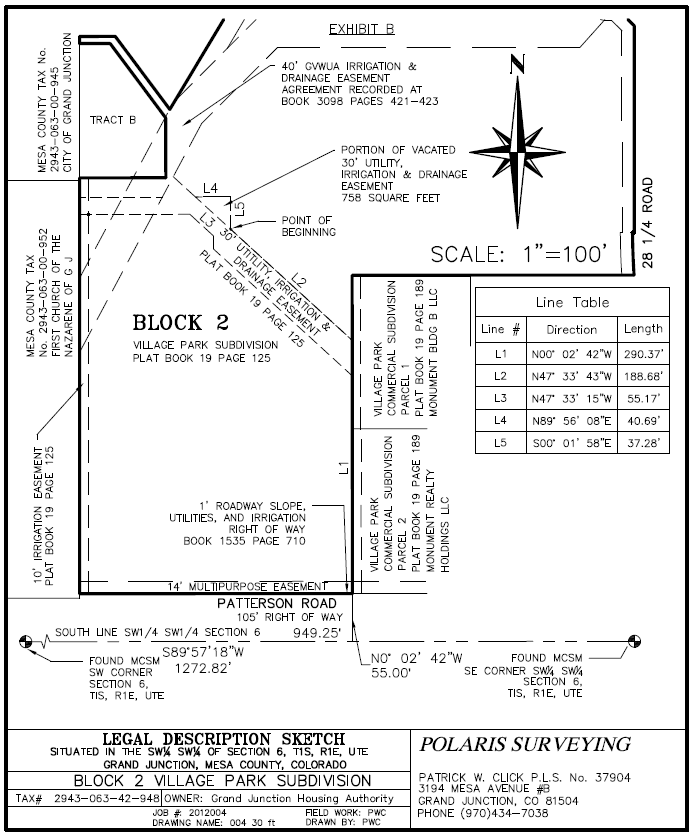 EXHIBIT B
MESA COUNTY TAX No.
2943-063-00-945
CITY OF GRAND JUNCTION
TRACT B
40' GVWUA IRRIGATION &
DRAINAGE EASEMENT
AGREEMENT RECORDED AT
BOOK 3098 PAGES 421-423
N
PORTION OF VACATED
30' UTILITY,
IRRIGATION & DRAINAGE
EASEMENT
758 SQUARE FEET
L4
L5
POINT OF
BEGINNING
L3
30' UTITLITY, IRRIGATION &
DRAINAGE EASEMENT
PLAT BOOK 19 PAGE 125
L2
SCALE: 1"=100'
28 1/4 ROAD
MESA COUNTY TAX
No. 2943-063-00-952
FIRST CHURCH OF THE
NAZARENE OF G J
BLOCK 2
VILLAGE PARK SUBDIVISION
PLAT BOOK 19 PAGE 125
VILLAGE PARK
COMMERCIAL SUBDIVISION
PARCEL 1
PLAT BOOK 19 PAGE 189
MONUMENT BLDG B LLC
Line Table
Line # Direction Length
L1 N00° 02' 42"W 290.37'
L2 N47° 33' 43"W 188.68'
L3 N47° 33' 15"W 55.17'
L4 N89° 56' 08"E 40.69'
L5 S00° 01' 58"E 37.28'
10' IRRIGATION EASEMENT
PLAT BOOK 19 PAGE 125
L1
1' ROADWAY SLOPE,
UTILITIES, AND IRRIGATION
RIGHT OF WAY
BOOK 1535 PAGE 710
VILLAGE PARK
COMMERCIAL SUBDIVISION
PARCEL 2
PLAT BOOK 19 PAGE 189
MONUMENT REALTY
HOLDINGS LLC
14' MULTIPURPOSE EASEMENT
PATTERSON ROAD
105' RIGHT OF WAY
SOUTH LINE SW1/4 SW1/4 SECTION 6
949.25'
S89°57'18"W
1272.82'
N0° 02' 42"W
55.00'
FOUND MCSM
SW CORNER
SECTION 6,
TIS, R1E, UTE
FOUND MCSM
SE CORNER SW¼ SW¼
SECTION 6,
TIS, R1E, UTE
LEGAL DESCRIPTION SKETCH
SITUATED IN THE SW¼ SW¼ OF SECTION 6, T1S, R1E, UTE
GRAND JUNCTION, MESA COUNTY, COLORADO
BLOCK 2 VILLAGE PARK SUBDIVISION
TAX# 2943-063-42-948 OWNER: Grand Junction Housing Authority
JOB #: 2012004 FIELD WORK: PWC
DRAWING NAME: 004 30 ft DRAWN BY: PWC
POLARIS SURVEYING
PATRICK W. CLICK P.L.S. No. 37904
3194 MESA AVENUE #B
GRAND JUNCTION, CO 81504
PHONE (970)434-7038